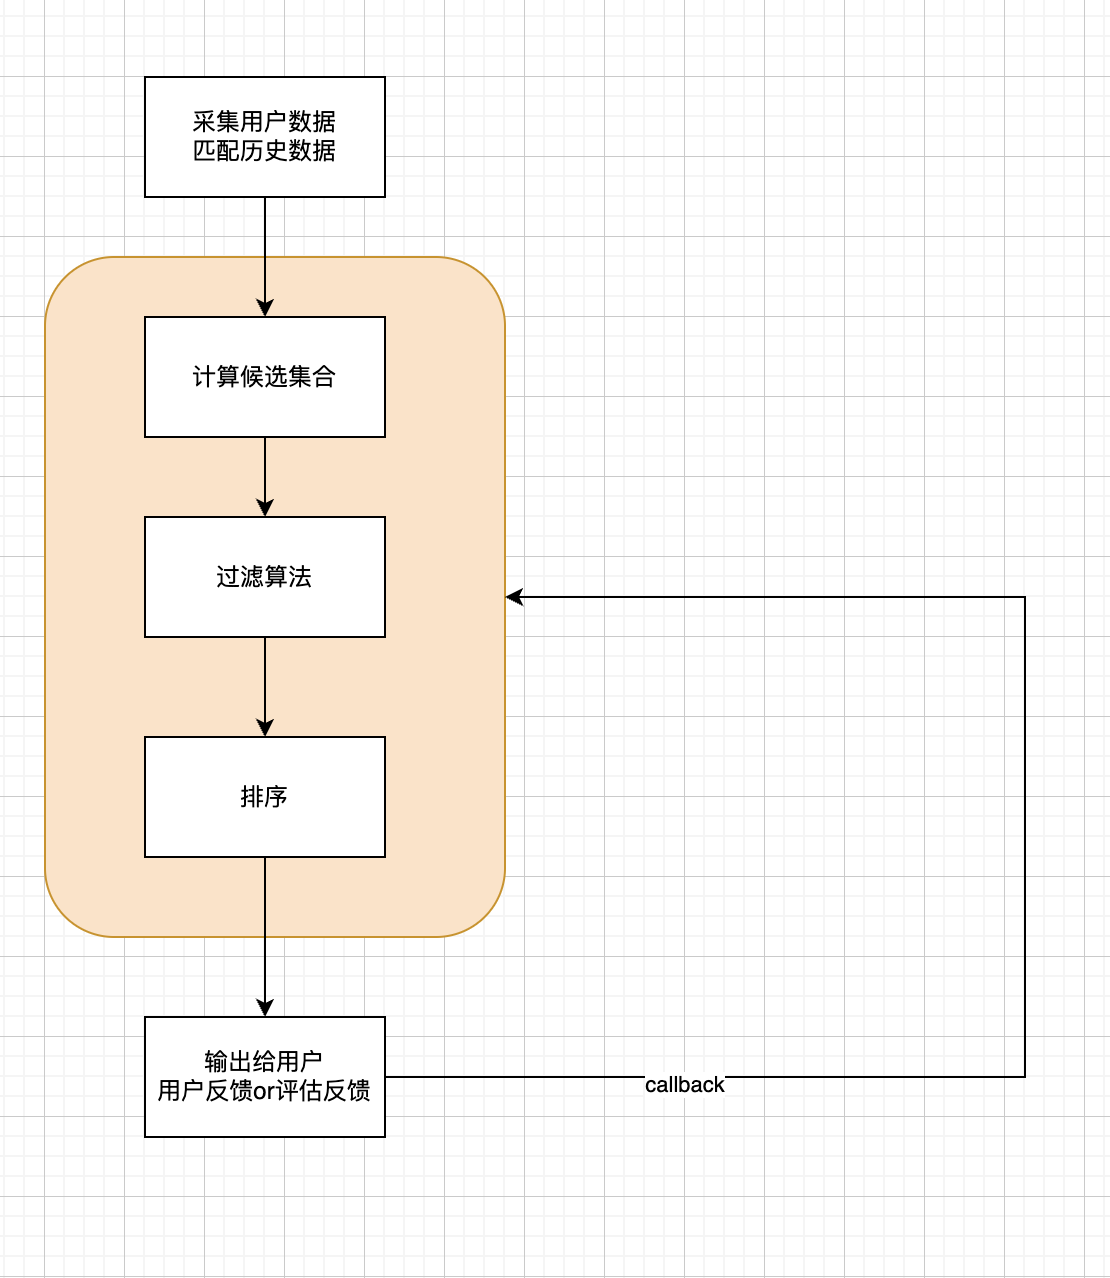 采集用户数据
匹配历史数据
计算候选集合
过滤算法
排序
输出给用户
用户反馈or评估反馈
callback